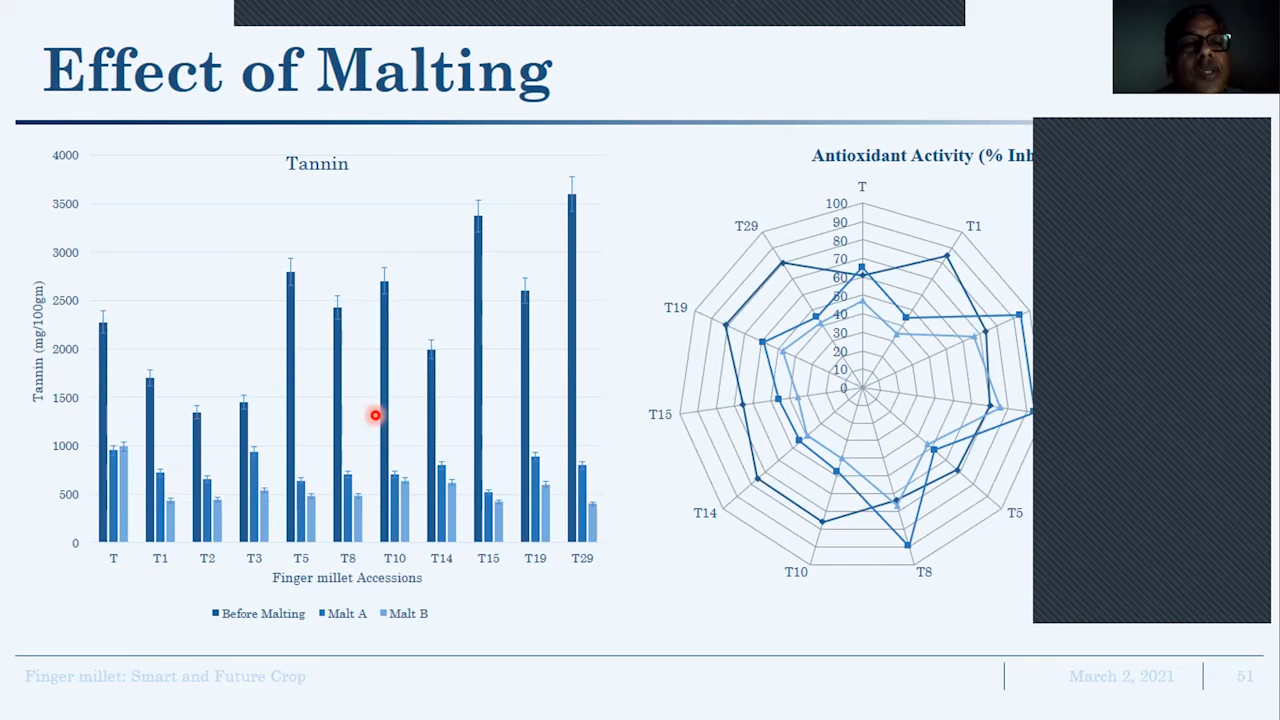 Effect of Malting
Tannin
4000
3500
3000
2500
2000
1500
1000
500
0
Tannin (mg/100gm)
T T1 T2 T3 T5 T8 T10 T14 T15 T19 T29
Finger millet Accessions
Before Malting Malt A Malt B
Antioxidant Activity (% Inh
T
T1
T5
T8
T10
T14
T15
T19
T29
100
90
80
70
60
50
40
30
20
10
0
Finger millet: Smart and Future Crop
March 2, 2021
51